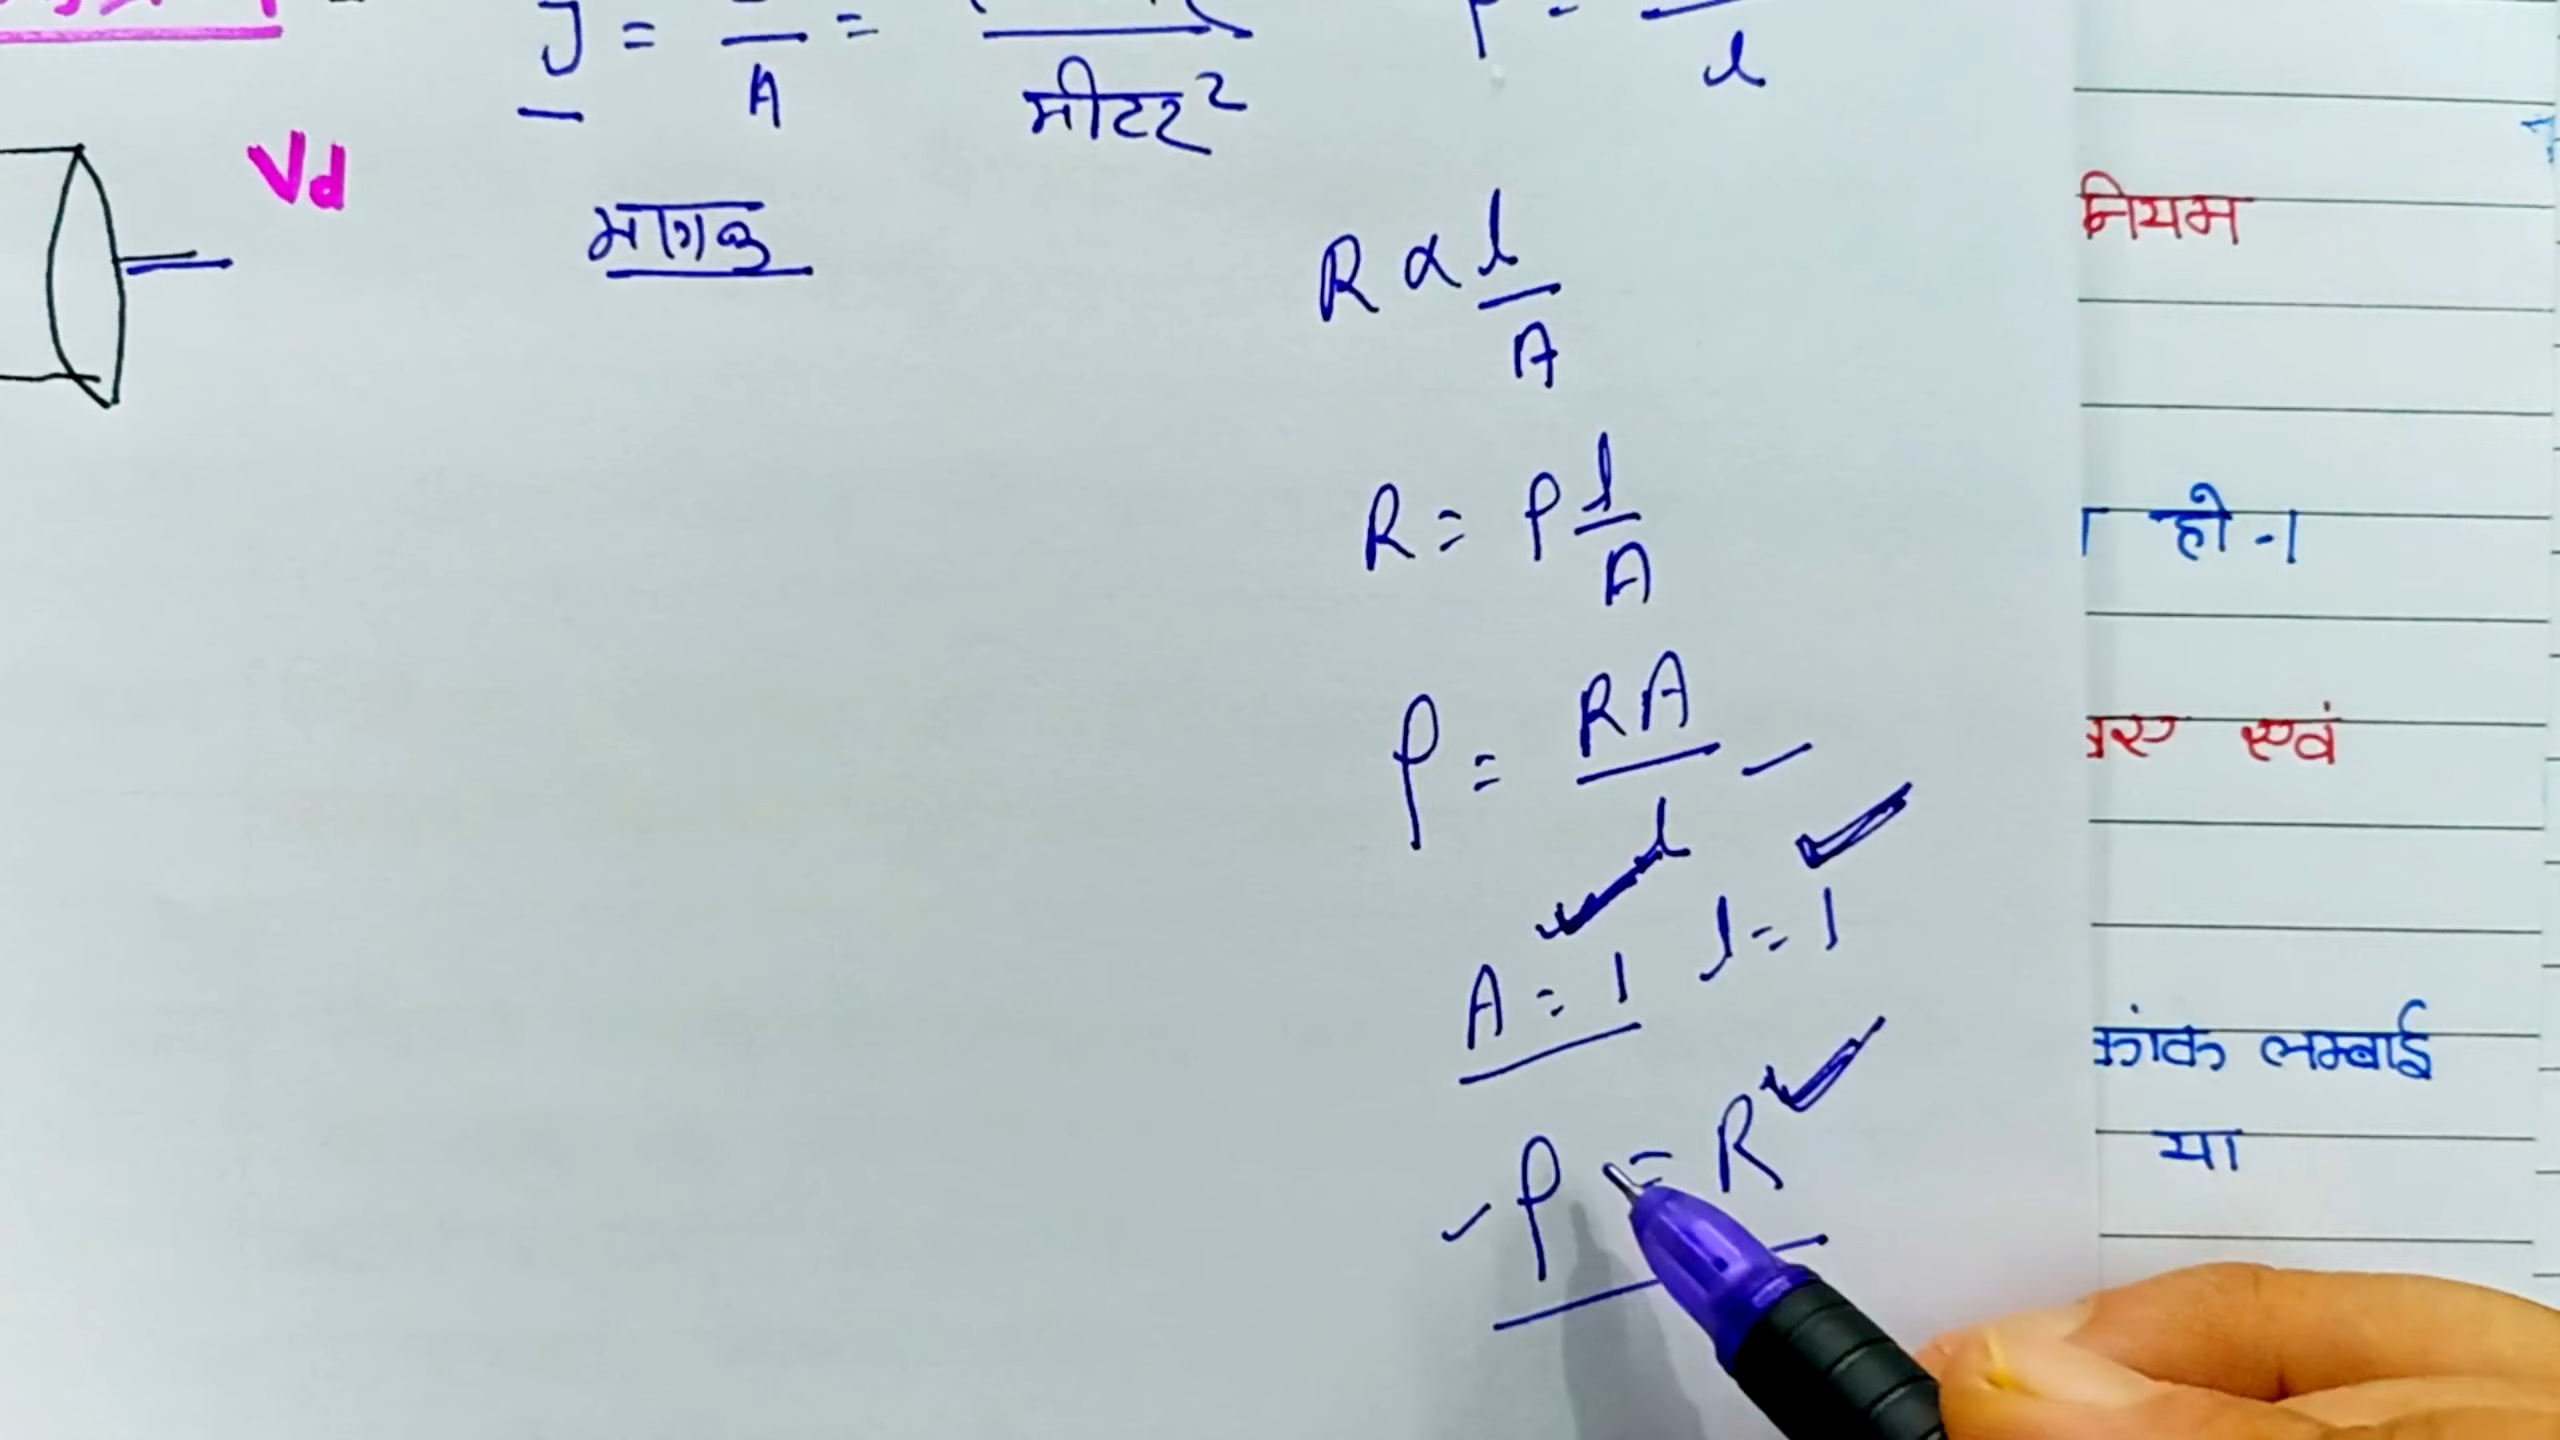 J = /A = /मीटर²
ρ = /l
Vd
मात्रक
R ∝ l/A
R = ρ l/A
ρ = RA/l
A = 1 l = 1
ρ = R
नियम
हो -।
एवं
लम्बाई
या